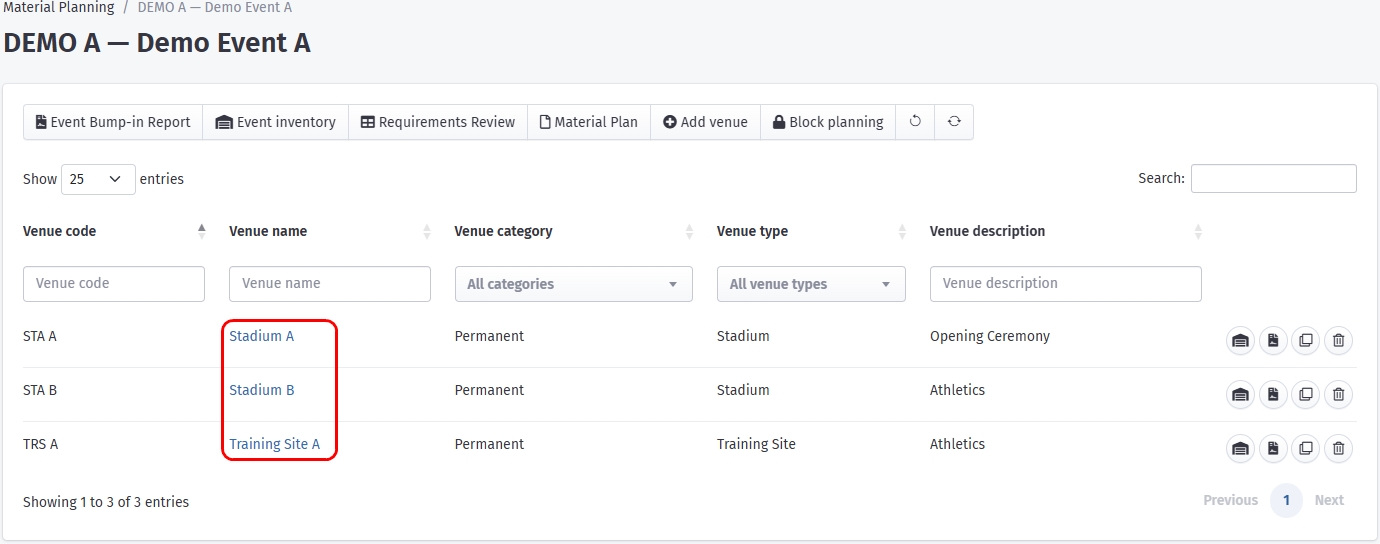 Material Planning / DEMO A — Demo Event A
DEMO A — Demo Event A
Event Bump-in Report Event inventory Requirements Review Material Plan Add venue Block planning
Show 25 entries Search:
Venue code Venue name Venue category Venue type Venue description
Venue code Venue name All categories All venue types Venue description
STA A Stadium A Permanent Stadium Opening Ceremony
STA B Stadium B Permanent Stadium Athletics
TRS A Training Site A Permanent Training Site Athletics
Showing 1 to 3 of 3 entries Previous 1 Next